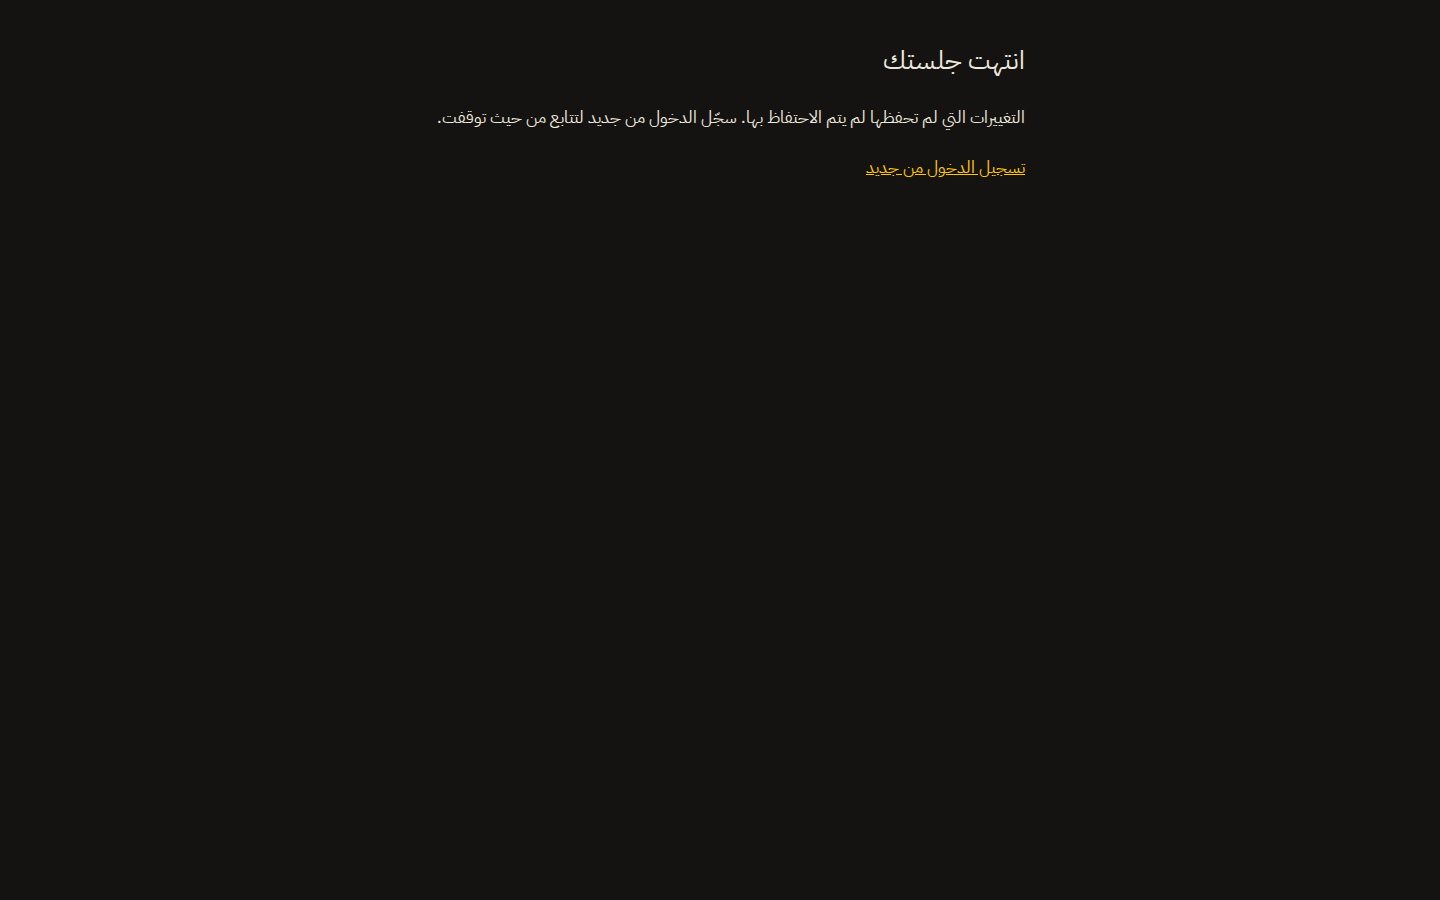 انتهت جلستك
التغييرات التي لم تحفظها لم يتم الاحتفاظ بها. سجّل الدخول من جديد لتتابع من حيث توقفت.
تسجيل الدخول من جديد